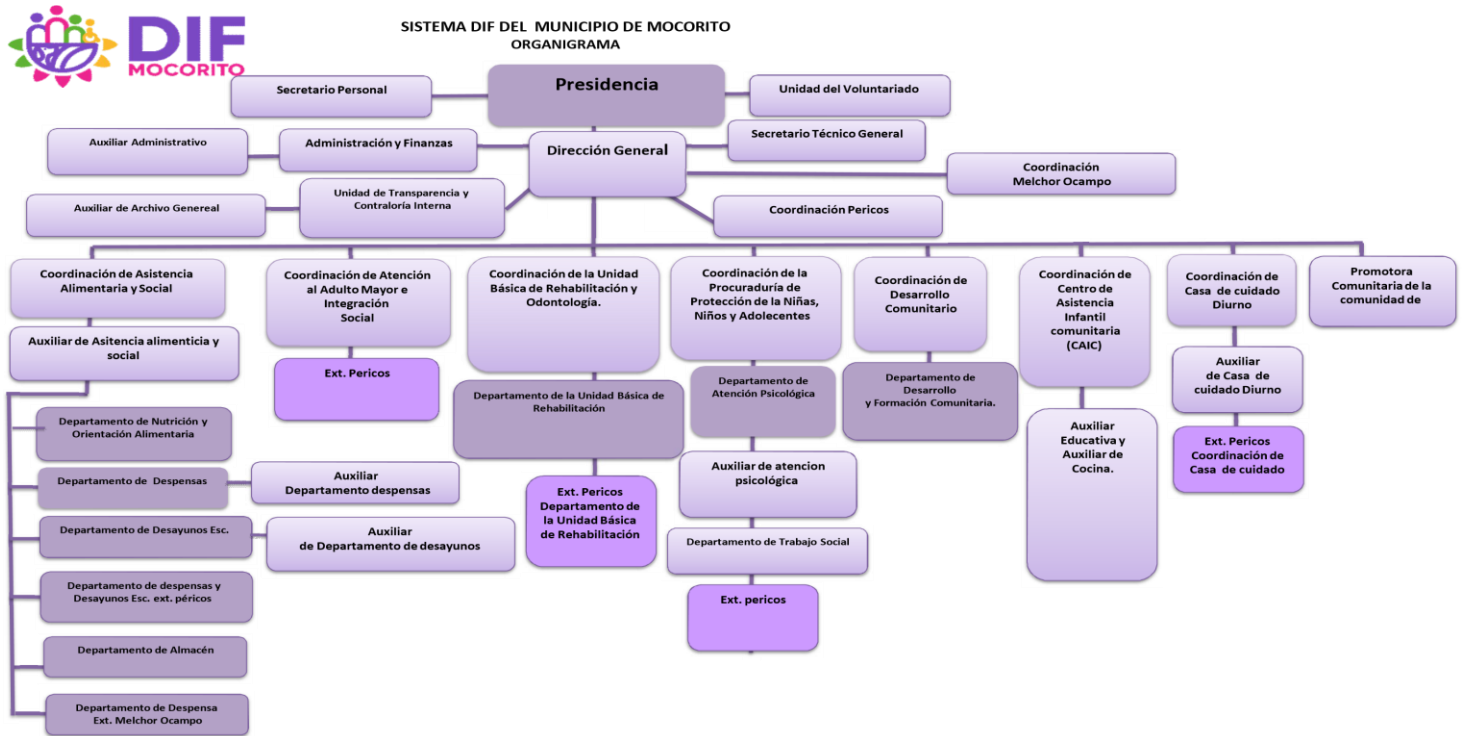 DIF
MOCORITO
SISTEMA DIF DEL MUNICIPIO DE MOCORITO
ORGANIGRAMA
Presidencia
Secretario Personal
Unidad del Voluntariado
Dirección General
Auxiliar Administrativo
Administración y Finanzas
Secretario Técnico General
Coordinación
Melchor Ocampo
Auxiliar de Archivo Genereal
Unidad de Transparencia y
Contraloría Interna
Coordinación Pericos
Coordinación de Asistencia
Alimentaria y Social
Auxiliar de Asitencia alimenticia y
social
Departamento de Nutrición y
Orientación Alimentaria
Departamento de Despensas
Auxiliar
Departamento despensas
Departamento de Desayunos Esc.
Auxiliar
de Departamento de desayunos
Departamento de despensas y
Desayunos Esc. ext. péricos
Departamento de Almacén
Departamento de Despensa
Ext. Melchor Ocampo
Coordinación de Atención
al Adulto Mayor e
Integración
Social
Ext. Pericos
Coordinación de la Unidad
Básica de Rehabilitación y
Odontología.
Departamento de la Unidad Básica de
Rehabilitación
Ext. Pericos
Departamento de
la Unidad Básica
de Rehabilitación
Coordinación de la
Procuraduría de
Protección de la Niñas,
Niños y Adolecentes
Departamento de
Atención Psicológica
Auxiliar de atencion
psicológica
Departamento de Trabajo Social
Ext. pericos
Coordinación de
Desarrollo
Comunitario
Departamento de
Desarrollo
y Formación Comunitaria.
Coordinación de
Centro de
Asistencia
Infantil
comunitaria
(CAIC)
Auxiliar
Educativa y
Auxiliar de
Cocina.
Coordinación de
Casa de cuidado
Diurno
Auxiliar
de Casa de
cuidado Diurno
Ext. Pericos
Coordinación de
Casa de cuidado
Promotora
Comunitaria de la
comunidad de